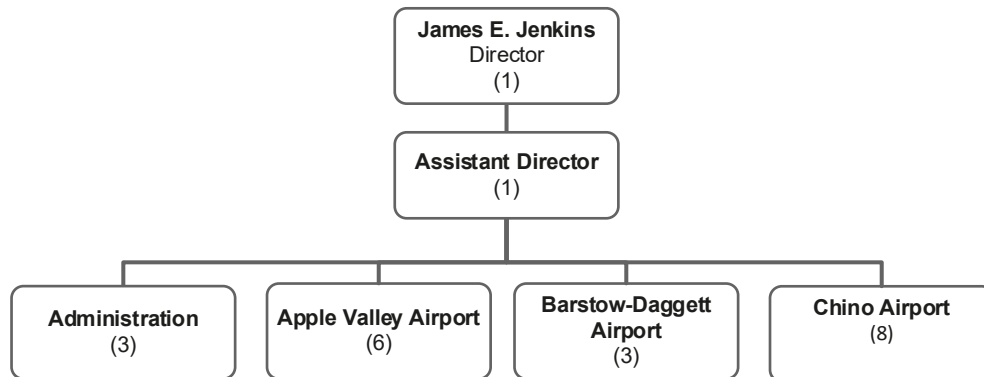 James E. Jenkins
Director
(1)
Assistant Director
(1)
Administration
(3)
Apple Valley Airport
(6)
Barstow-Daggett
Airport
(3)
Chino Airport
(8)